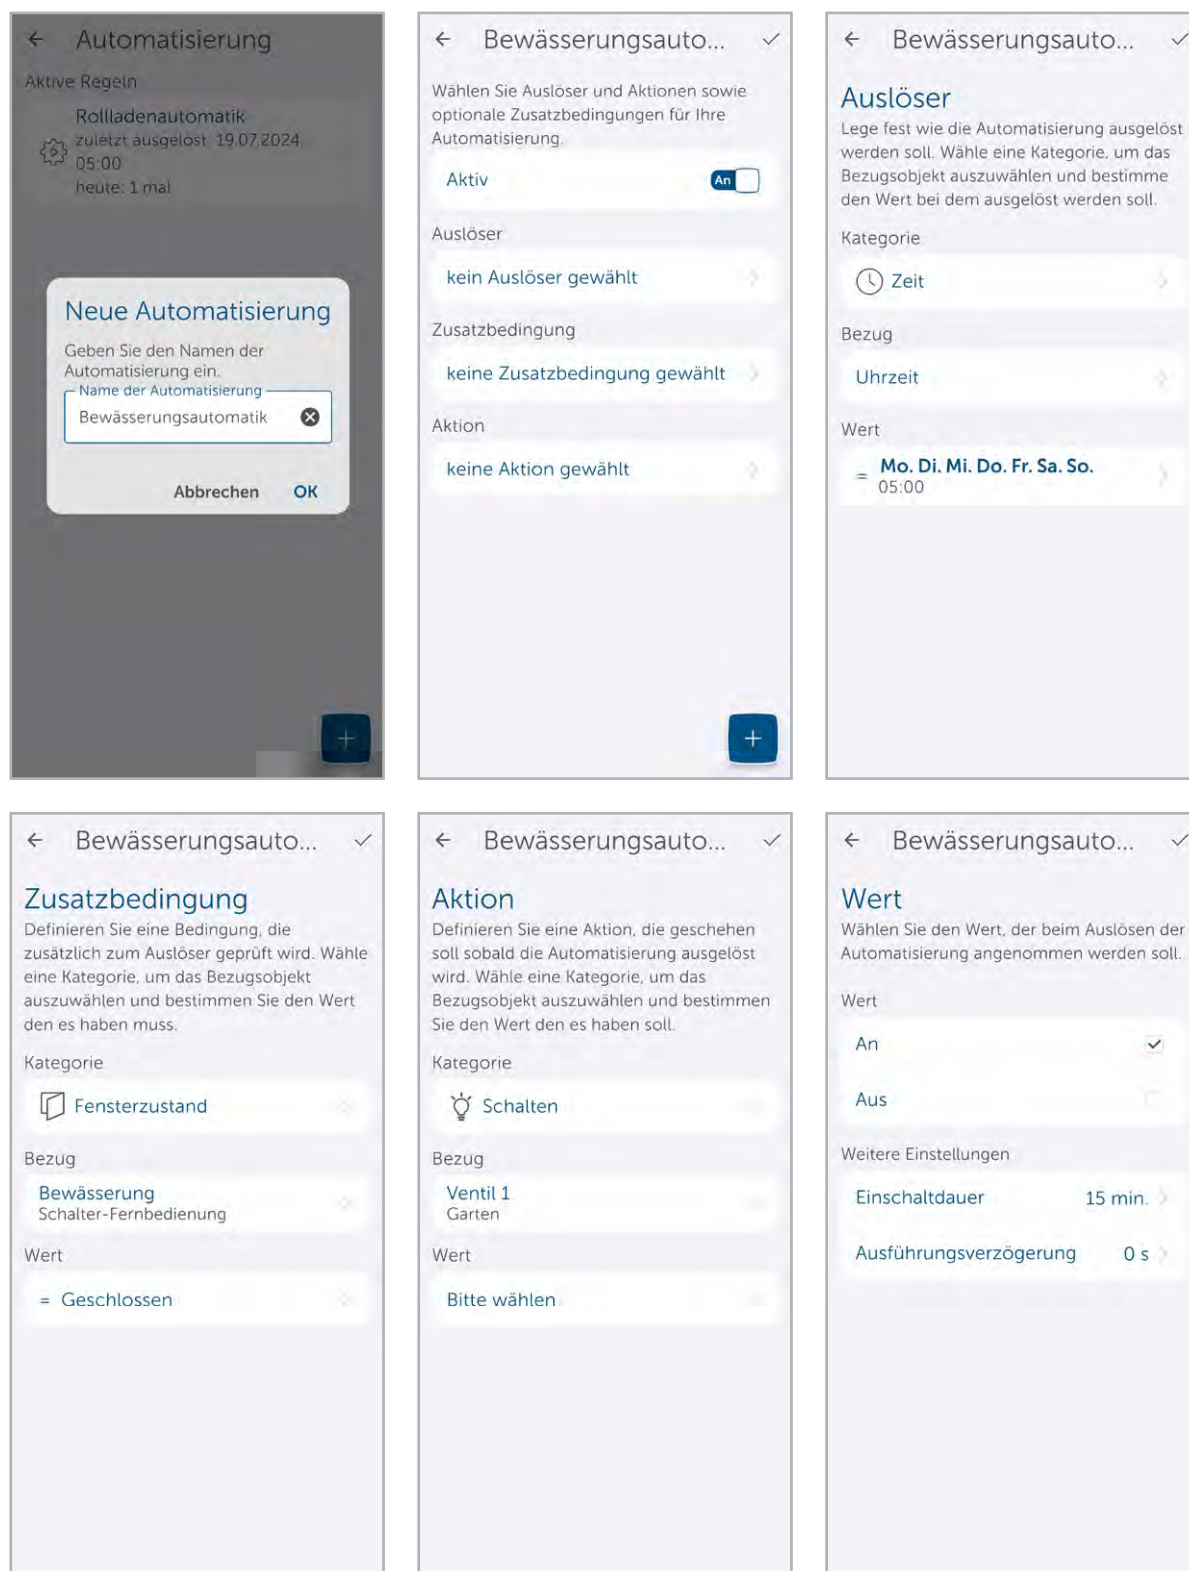 Automatisierung
Aktive Regeln
Rollladenautomatik
zuletzt ausgelöst: 19.07.2024,
05:00
heute: 1 mal
Neue Automatisierung
Geben Sie den Namen der
Automatisierung ein.
Name der Automatisierung
Bewässerungsautomatik
Abbrechen OK
Bewässerungsauto...
Wählen Sie Auslöser und Aktionen sowie
optionale Zusatzbedingungen für Ihre
Automatisierung.
Aktiv An
Auslöser
kein Auslöser gewählt
Zusatzbedingung
keine Zusatzbedingung gewählt
Aktion
keine Aktion gewählt
Bewässerungsauto...
Auslöser
Lege fest wie die Automatisierung ausgelöst
werden soll. Wähle eine Kategorie, um das
Bezugsobjekt auszuwählen und bestimme
den Wert bei dem ausgelöst werden soll.
Kategorie
Zeit
Bezug
Uhrzeit
Wert
= Mo. Di. Mi. Do. Fr. Sa. So.
05:00
Bewässerungsauto...
Zusatzbedingung
Definieren Sie eine Bedingung, die
zusätzlich zum Auslöser geprüft wird. Wähle
eine Kategorie, um das Bezugsobjekt
auszuwählen und bestimmen Sie den Wert
den es haben muss.
Kategorie
Fensterzustand
Bezug
Bewässerung
Schalter-Fernbedienung
Wert
= Geschlossen
Bewässerungsauto...
Aktion
Definieren Sie eine Aktion, die geschehen
soll sobald die Automatisierung ausgelöst
wird. Wähle eine Kategorie, um das
Bezugsobjekt auszuwählen und bestimmen
Sie den Wert den es haben soll.
Kategorie
Schalten
Bezug
Ventil 1
Garten
Wert
Bitte wählen
Bewässerungsauto...
Wert
Wählen Sie den Wert, der beim Auslösen der
Automatisierung angenommen werden soll.
Wert
An
Aus
Weitere Einstellungen
Einschaltdauer 15 min.
Ausführungsverzögerung 0 s